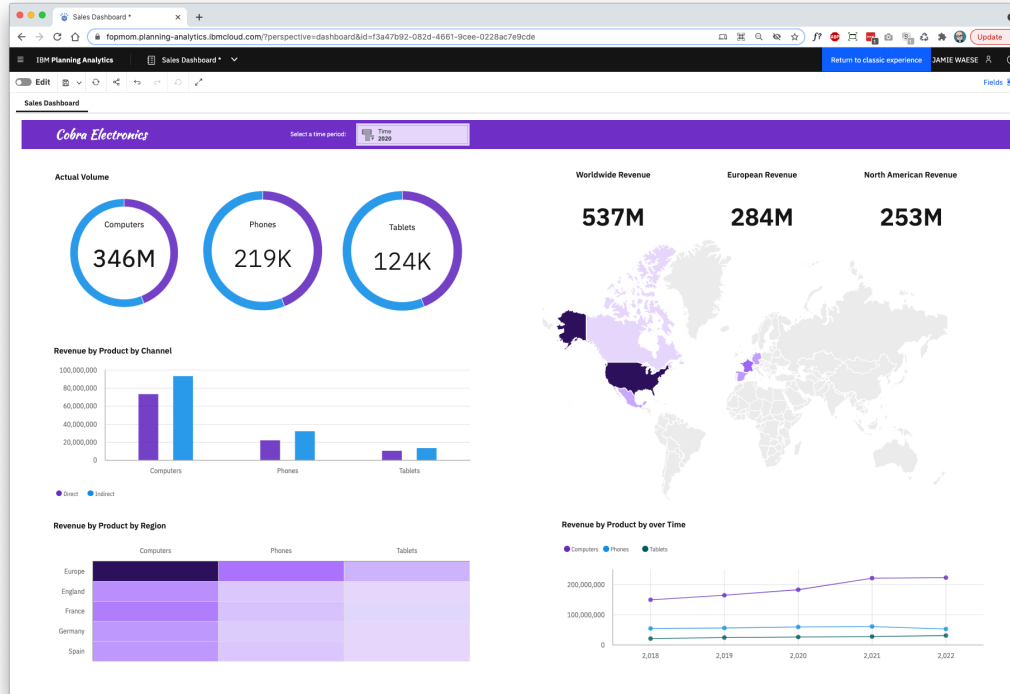 Sales Dashboard *
fopmom.planning-analytics.ibmcloud.com/?perspective=dashboard&id=f3a47b92-082d-4661-9cee-0228ac7e9cde
f?
ABP
Update
IBM Planning Analytics
Sales Dashboard *
Return to classic experience
JAMIE WAESE
Edit
Fields
Sales Dashboard
Cobra Electronics
Select a time period:
Time
2020
Actual Volume
Computers
346M
Phones
219K
Tablets
124K
Worldwide Revenue
537M
European Revenue
284M
North American Revenue
253M
Revenue by Product by Channel
100,000,000
80,000,000
60,000,000
40,000,000
20,000,000
0
Computers
Phones
Tablets
Direct
Indirect
Revenue by Product by Region
Computers
Phones
Tablets
Europe
England
France
Germany
Spain
Revenue by Product by over Time
Computers
Phones
Tablets
200,000,000
100,000,000
0
2,018
2,019
2,020
2,021
2,022